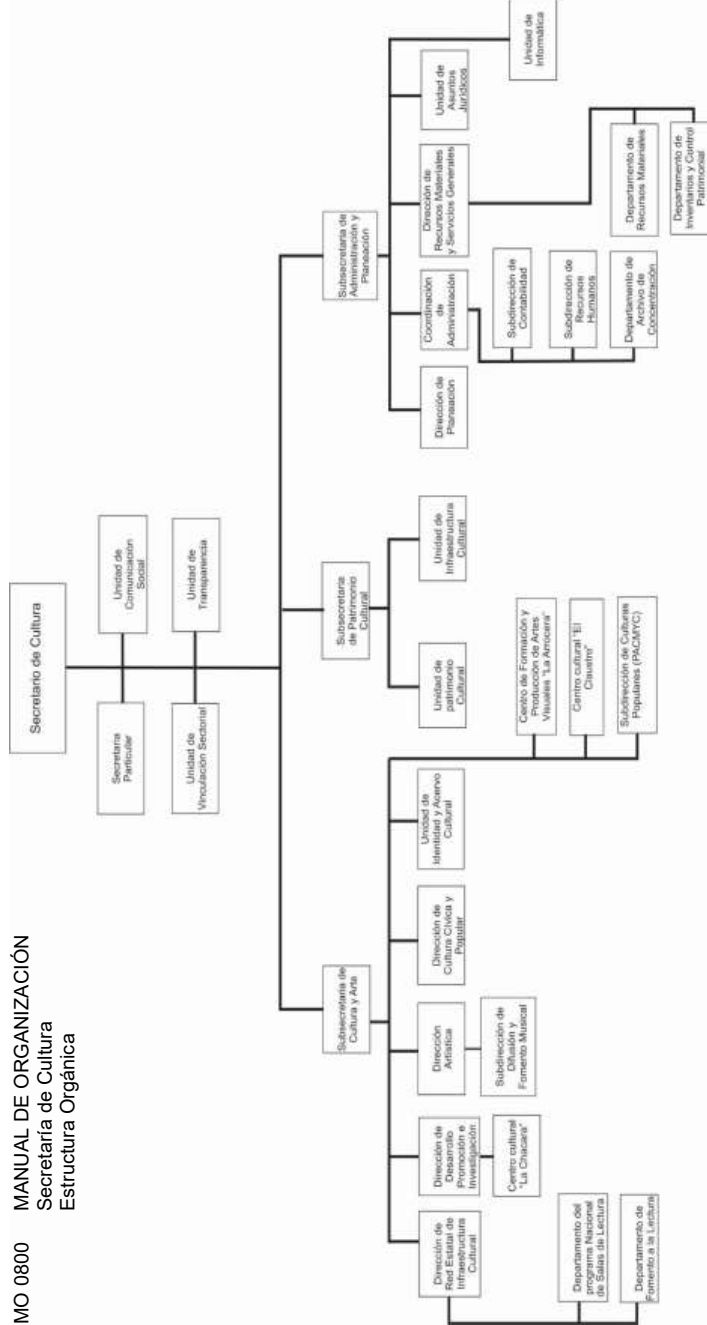 MO 0800 MANUAL DE ORGANIZACIÓN
Secretaría de Cultura
Estructura Orgánica
Secretario de Cultura
Secretaria
Particular
Unidad de
Comunicación
Social
Unidad de
Vinculación Sectorial
Unidad de
Transparencia
Subsecretaria de
Cultura y Arte
Subsecretaria
de Patrimonio
Cultural
Subsecretaria de
Administración y
Planeación
Dirección de
Red Estatal de
Infraestructura
Cultural
Dirección de
Desarrollo
Promoción e
Investigación
Dirección
Artística
Dirección de
Cultura Cívica y
Popular
Unidad de
Identidad y Acervo
Cultural
Unidad de
patrimonio
Cultural
Unidad de
Infraestructura
Cultural
Dirección de
Planeación
Coordinación
de
Administración
Dirección de
Recursos Materiales
y Servicios Generales
Unidad de
Asuntos
Jurídicos
Unidad de
Informática
Centro cultural
"La Chacara"
Subdirección de
Difusión y
Fomento Musical
Centro de Formación y
Producción de Artes
Visuales "La Arrocera"
Centro cultural "El
Claustro"
Subdirección de Culturas
Populares (PACMYC)
Subdirección de
Contabilidad
Subdirección de
Recursos
Humanos
Departamento de
Archivo de
Concentración
Departamento de
Recursos Materiales
Departamento de
Inventarios y Control
Patrimonial
Departamento del
programa Nacional
de Salas de Lectura
Departamento de
Fomento a la Lectura